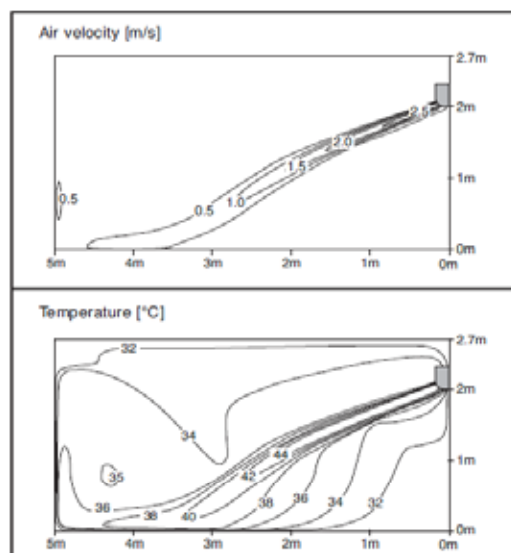 Air velocity [m/s]
2.7m
2m
2.5
2.0
1.5
1m
0.5
1.0
0.5
0m
5m 4m 3m 2m 1m 0m
Temperature [°C]
2.7m
32
2m
34
44
42
1m
35
36
38
40
38
36
34
32
0m
5m 4m 3m 2m 1m 0m